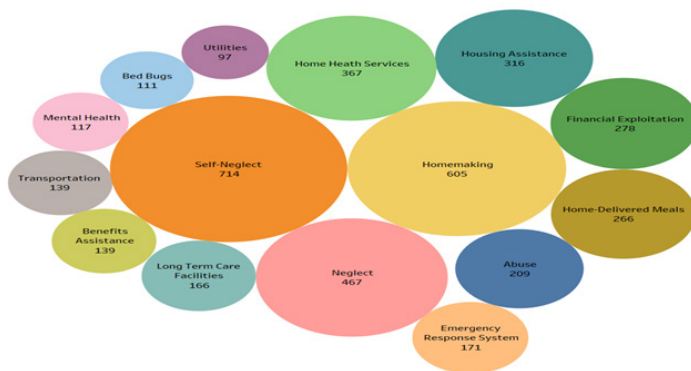 Utilities
97
Home Heath Services
367
Housing Assistance
316
Bed Bugs
111
Mental Health
117
Financial Exploitation
278
Self-Neglect
714
Homemaking
605
Transportation
139
Home-Delivered Meals
266
Benefits
Assistance
139
Long Term Care
Facilities
166
Neglect
467
Abuse
209
Emergency
Response System
171